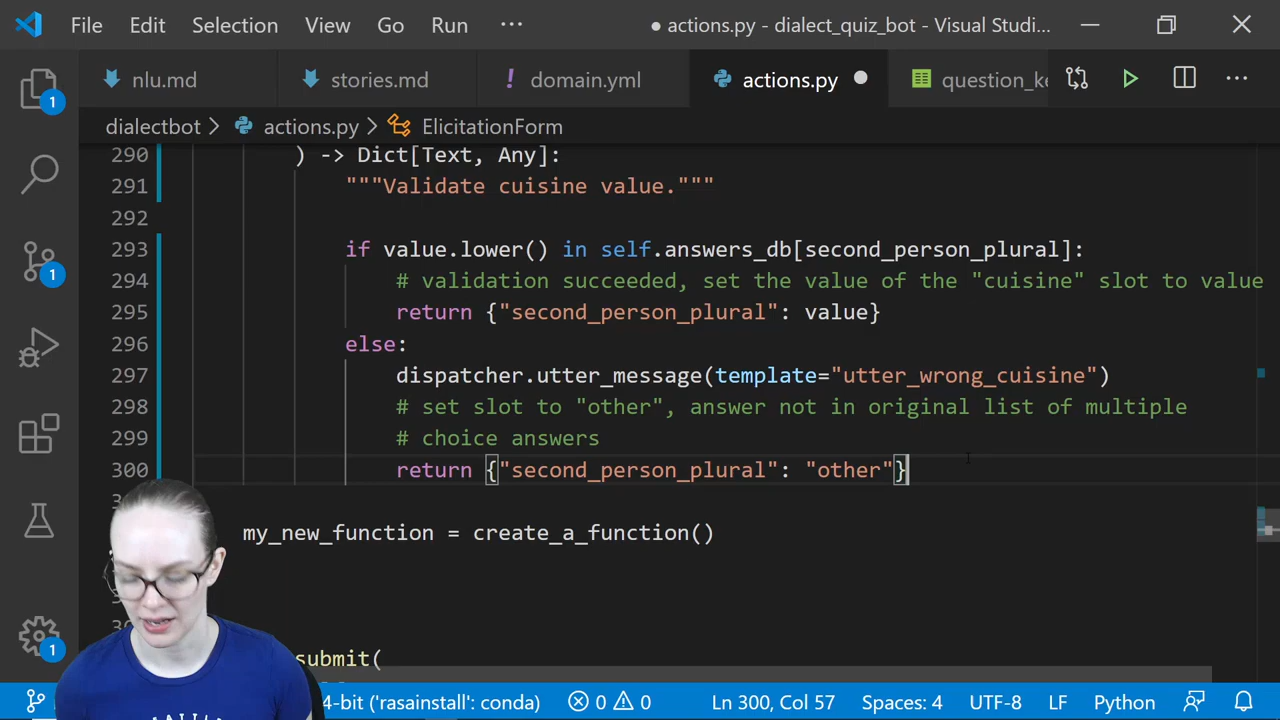 File Edit Selection View Go Run ··· ● actions.py - dialect_quiz_bot - Visual Studi...
nlu.md stories.md ! domain.yml actions.py ● question_ke ···
dialectbot > actions.py > ElicitationForm
290 ) -> Dict[Text, Any]:
291 """Validate cuisine value."""
292
293 if value.lower() in self.answers_db[second_person_plural]:
294 # validation succeeded, set the value of the "cuisine" slot to value
295 return {"second_person_plural": value}
296 else:
297 dispatcher.utter_message(template="utter_wrong_cuisine")
298 # set slot to "other", answer not in original list of multiple
299 # choice answers
300 return {"second_person_plural": "other"}
my_new_function = create_a_function()
submit(
4-bit ('rasainstall': conda) 0 0 Ln 300, Col 57 Spaces: 4 UTF-8 LF Python
1
1
1
1